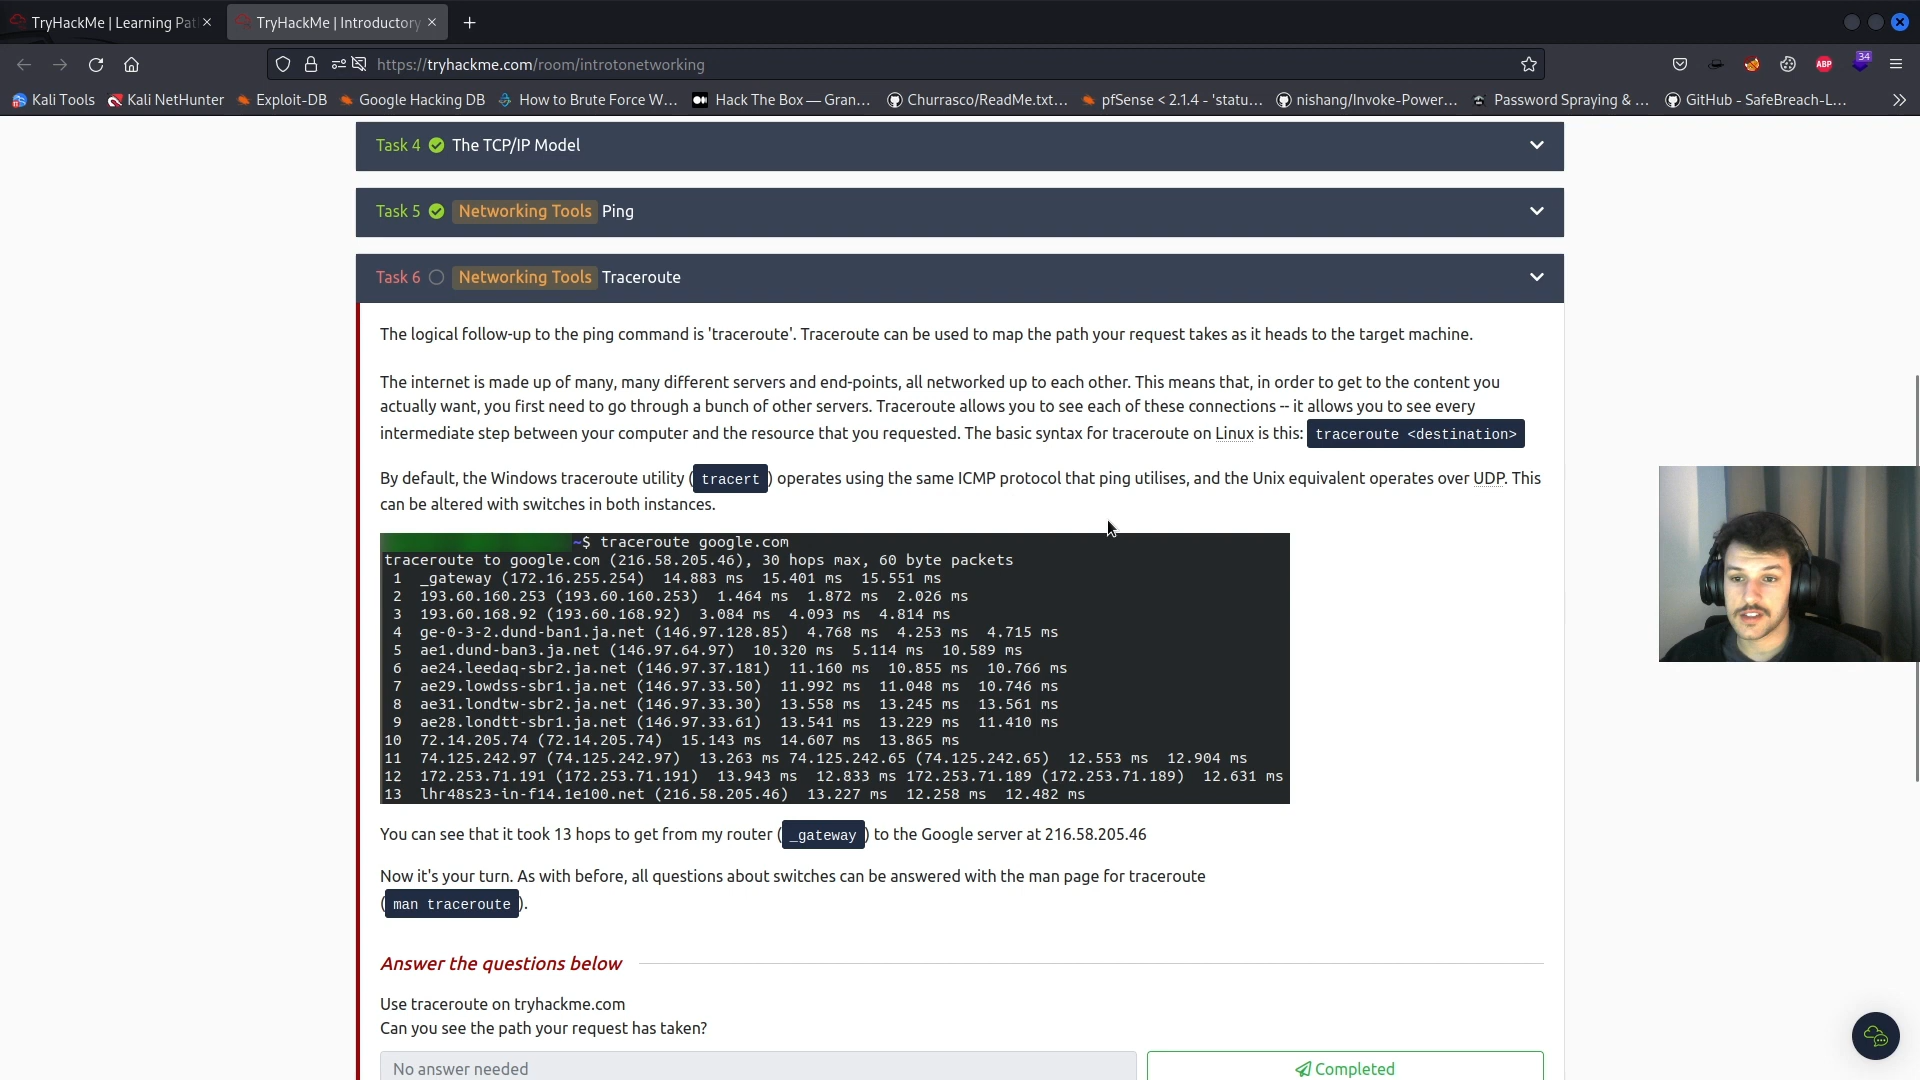 TryHackMe | Learning Pat
TryHackMe | Introductory
https://tryhackme.com/room/introtonetworking
ABP
34
Kali Tools
Kali NetHunter
Exploit-DB
Google Hacking DB
How to Brute Force W...
Hack The Box — Gran...
Churrasco/ReadMe.txt...
pfSense < 2.1.4 - 'statu...
nishang/Invoke-Power...
Password Spraying & ...
GitHub - SafeBreach-L...
Task 4 The TCP/IP Model
Task 5 Networking Tools Ping
Task 6 Networking Tools Traceroute
The logical follow-up to the ping command is 'traceroute'. Traceroute can be used to map the path your request takes as it heads to the target machine.
The internet is made up of many, many different servers and end-points, all networked up to each other. This means that, in order to get to the content you
actually want, you first need to go through a bunch of other servers. Traceroute allows you to see each of these connections -- it allows you to see every
intermediate step between your computer and the resource that you requested. The basic syntax for traceroute on Linux is this: traceroute <destination>
By default, the Windows traceroute utility ( tracert ) operates using the same ICMP protocol that ping utilises, and the Unix equivalent operates over UDP. This
can be altered with switches in both instances.
~$ traceroute google.com
traceroute to google.com (216.58.205.46), 30 hops max, 60 byte packets
1 _gateway (172.16.255.254) 14.883 ms 15.401 ms 15.551 ms
2 193.60.160.253 (193.60.160.253) 1.464 ms 1.872 ms 2.026 ms
3 193.60.168.92 (193.60.168.92) 3.084 ms 4.093 ms 4.814 ms
4 ge-0-3-2.dund-ban1.ja.net (146.97.128.85) 4.768 ms 4.253 ms 4.715 ms
5 ae1.dund-ban3.ja.net (146.97.64.97) 10.320 ms 5.114 ms 10.589 ms
6 ae24.leedaq-sbr2.ja.net (146.97.37.181) 11.160 ms 10.855 ms 10.766 ms
7 ae29.lowdss-sbr1.ja.net (146.97.33.50) 11.992 ms 11.048 ms 10.746 ms
8 ae31.londtw-sbr2.ja.net (146.97.33.30) 13.558 ms 13.245 ms 13.561 ms
9 ae28.londtt-sbr1.ja.net (146.97.33.61) 13.541 ms 13.229 ms 11.410 ms
10 72.14.205.74 (72.14.205.74) 15.143 ms 14.607 ms 13.865 ms
11 74.125.242.97 (74.125.242.97) 13.263 ms 74.125.242.65 (74.125.242.65) 12.553 ms 12.904 ms
12 172.253.71.191 (172.253.71.191) 13.943 ms 12.833 ms 172.253.71.189 (172.253.71.189) 12.631 ms
13 lhr48s23-in-f14.1e100.net (216.58.205.46) 13.227 ms 12.258 ms 12.482 ms
You can see that it took 13 hops to get from my router ( _gateway ) to the Google server at 216.58.205.46
Now it's your turn. As with before, all questions about switches can be answered with the man page for traceroute
( man traceroute ).
Answer the questions below
Use traceroute on tryhackme.com
Can you see the path your request has taken?
No answer needed
Completed